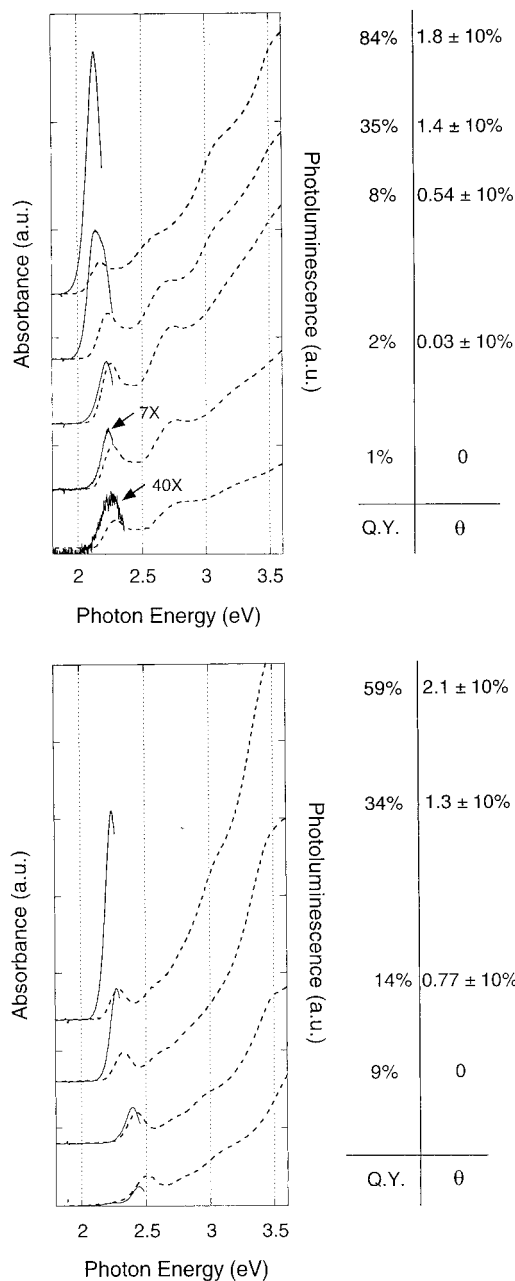 Absorbance (a.u.)
Photoluminescence (a.u.)
7X
40X
2 2.5 3 3.5
Photon Energy (eV)
84% 1.8 ± 10%
35% 1.4 ± 10%
8% 0.54 ± 10%
2% 0.03 ± 10%
1% 0
Q.Y. θ
Absorbance (a.u.)
Photoluminescence (a.u.)
2 2.5 3 3.5
Photon Energy (eV)
59% 2.1 ± 10%
34% 1.3 ± 10%
14% 0.77 ± 10%
9% 0
Q.Y. θ